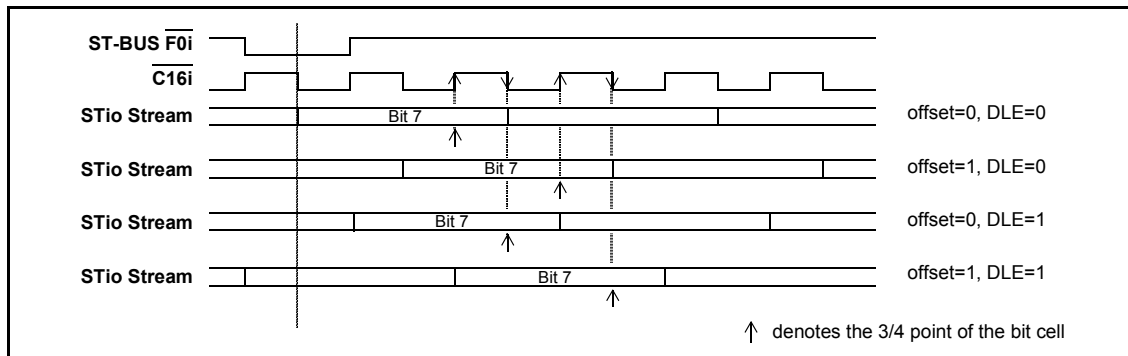 ST-BUS F0i
C16i
STio Stream Bit 7 offset=0, DLE=0
STio Stream Bit 7 offset=1, DLE=0
STio Stream Bit 7 offset=0, DLE=1
STio Stream Bit 7 offset=1, DLE=1
denotes the 3/4 point of the bit cell